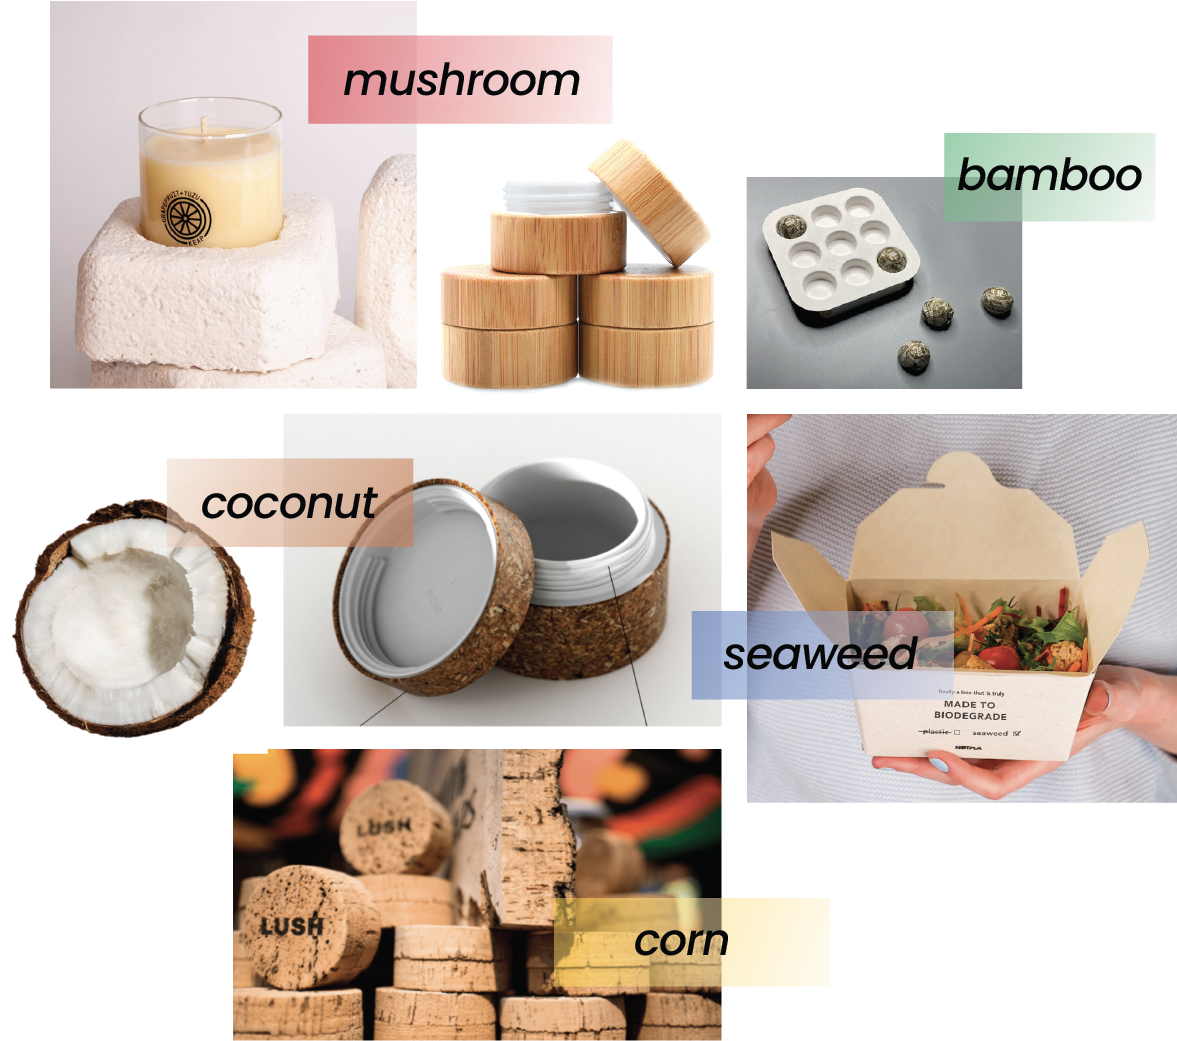 mushroom
GRAPEFRUIT+YUZU
KEAP
bamboo
coconut
seaweed
finally a box that is truly
MADE TO
BIODEGRADE
plastic ☐ seaweed ☑
NOTPLA
LUSH
LUSH
corn